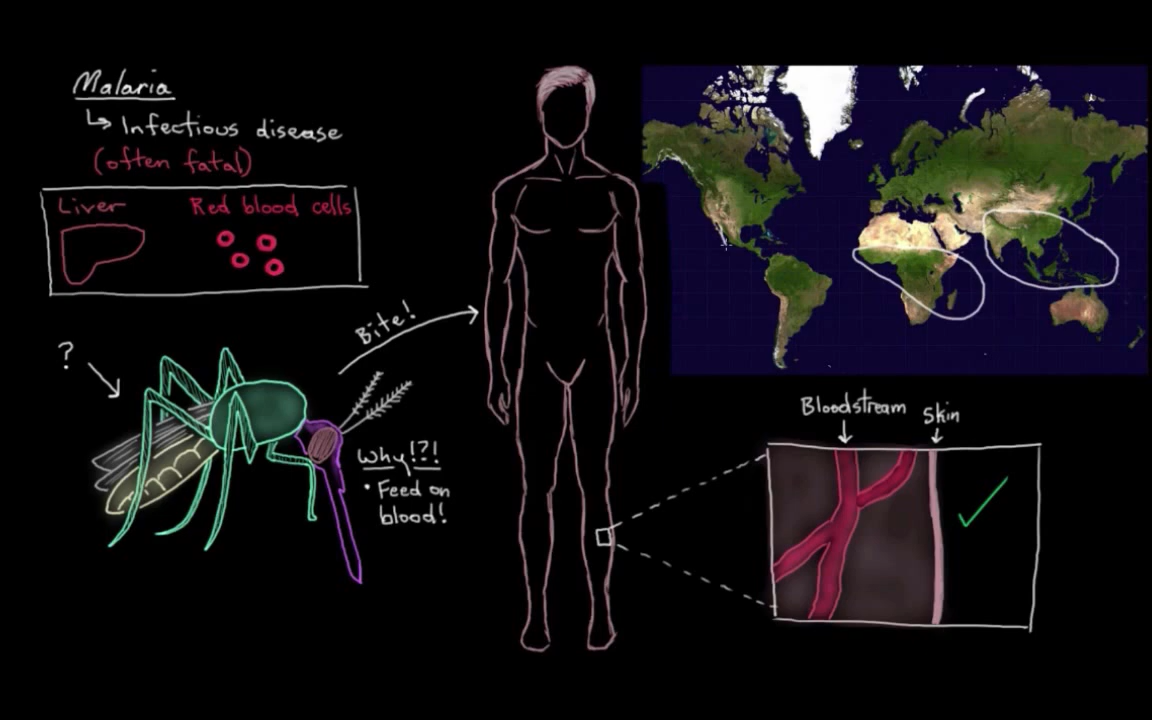 Malaria
↳ Infectious disease
(often fatal)
Liver
Red blood cells
?
Bite!
Why!?!
• Feed on
blood!
Bloodstream
Skin